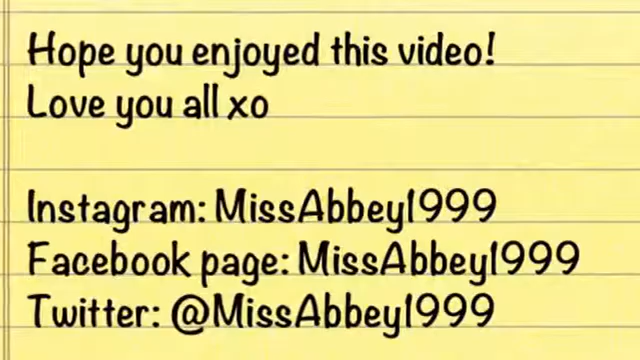 Hope you enjoyed this video!
Love you all xo
Instagram: MissAbbey1999
Facebook page: MissAbbey1999
Twitter: @MissAbbey1999